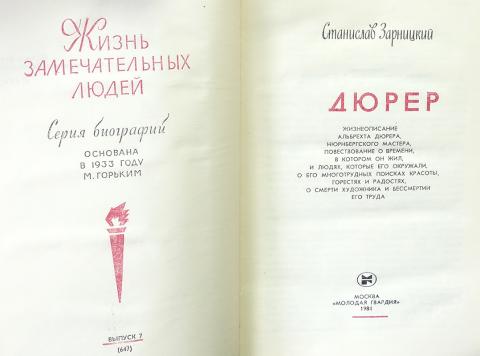 Жизнь
ЗАМЕЧАТЕЛЬНЫХ
ЛЮДЕЙ
Серия биографий
ОСНОВАНА
В 1933 ГОДУ
М. ГОРЬКИМ
ВЫПУСК 7
(647)
Станислав Зарницкий
ДЮРЕР
ЖИЗНЕОПИСАНИЕ
АЛЬБРЕХТА ДЮРЕРА,
НЮРНБЕРГСКОГО МАСТЕРА,
ПОВЕСТВОВАНИЕ О ВРЕМЕНИ,
В КОТОРОМ ОН ЖИЛ,
И ЛЮДЯХ, КОТОРЫЕ ЕГО ОКРУЖАЛИ,
О ЕГО МНОГОТРУДНЫХ ПОИСКАХ КРАСОТЫ,
ГОРЕСТЯХ И РАДОСТЯХ,
О СМЕРТИ ХУДОЖНИКА И БЕССМЕРТИИ
ЕГО ТРУДА
МОСКВА
«МОЛОДАЯ ГВАРДИЯ»
1984